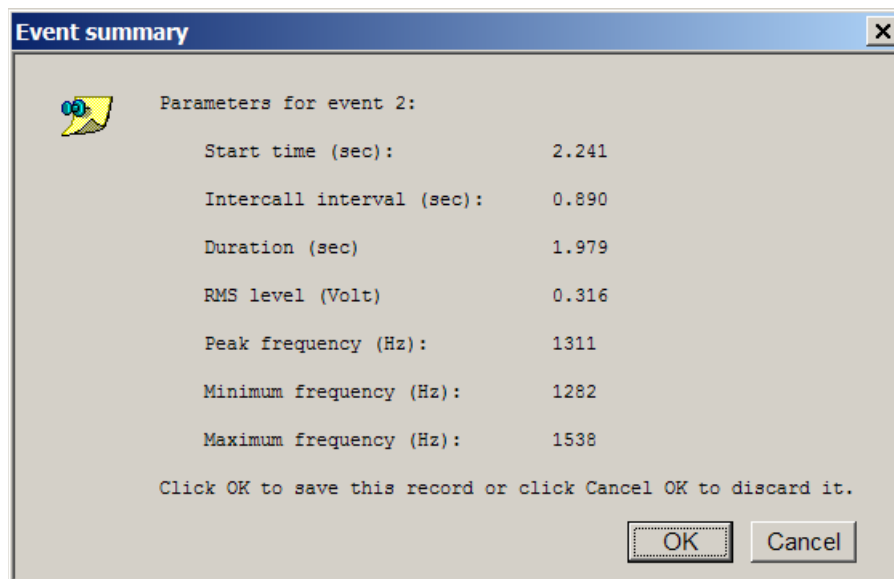 Event summary
Parameters for event 2:
Start time (sec): 2.241
Intercall interval (sec): 0.890
Duration (sec) 1.979
RMS level (Volt) 0.316
Peak frequency (Hz): 1311
Minimum frequency (Hz): 1282
Maximum frequency (Hz): 1538
Click OK to save this record or click Cancel OK to discard it.
OK Cancel